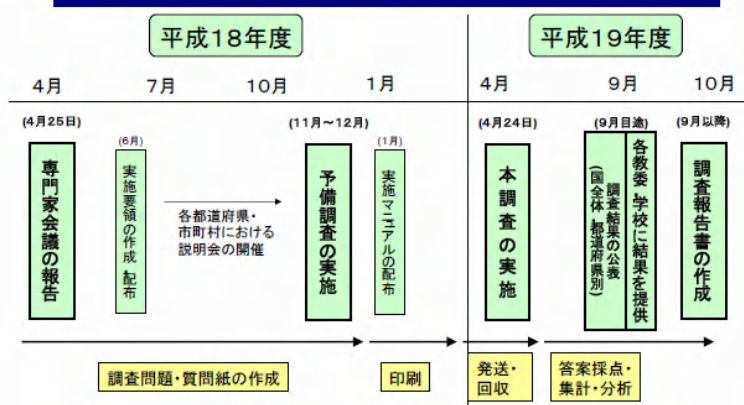 平成18年度
平成19年度
4月
7月
10月
1月
4月
9月
10月
(4月25日)
(6月)
(11月～12月)
(1月)
(4月24日)
(9月目途)
(9月以降)
専門家会議の報告
実施要領の作成・配布
各都道府県・
市町村における
説明会の開催
予備調査の実施
実施マニュアルの配布
本調査の実施
各教委、学校に結果を提供
調査結果の公表
(国全体、都道府県別)
調査報告書の作成
調査問題・質問紙の作成
印刷
発送・
回収
答案採点・
集計・分析